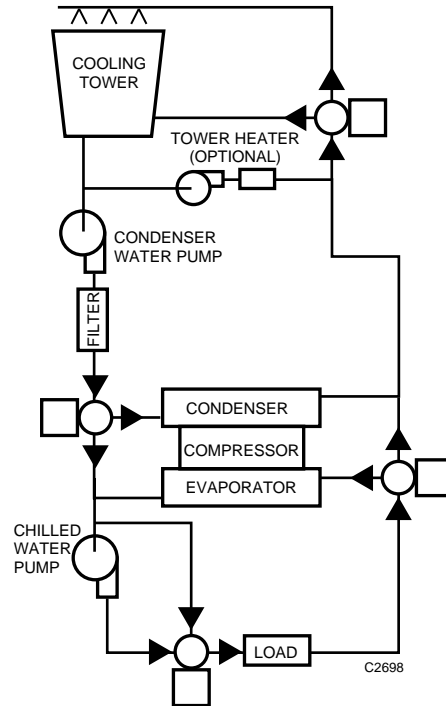 COOLING
TOWER
TOWER HEATER
(OPTIONAL)
CONDENSER
WATER PUMP
FILTER
CONDENSER
COMPRESSOR
EVAPORATOR
CHILLED
WATER
PUMP
LOAD
C2698